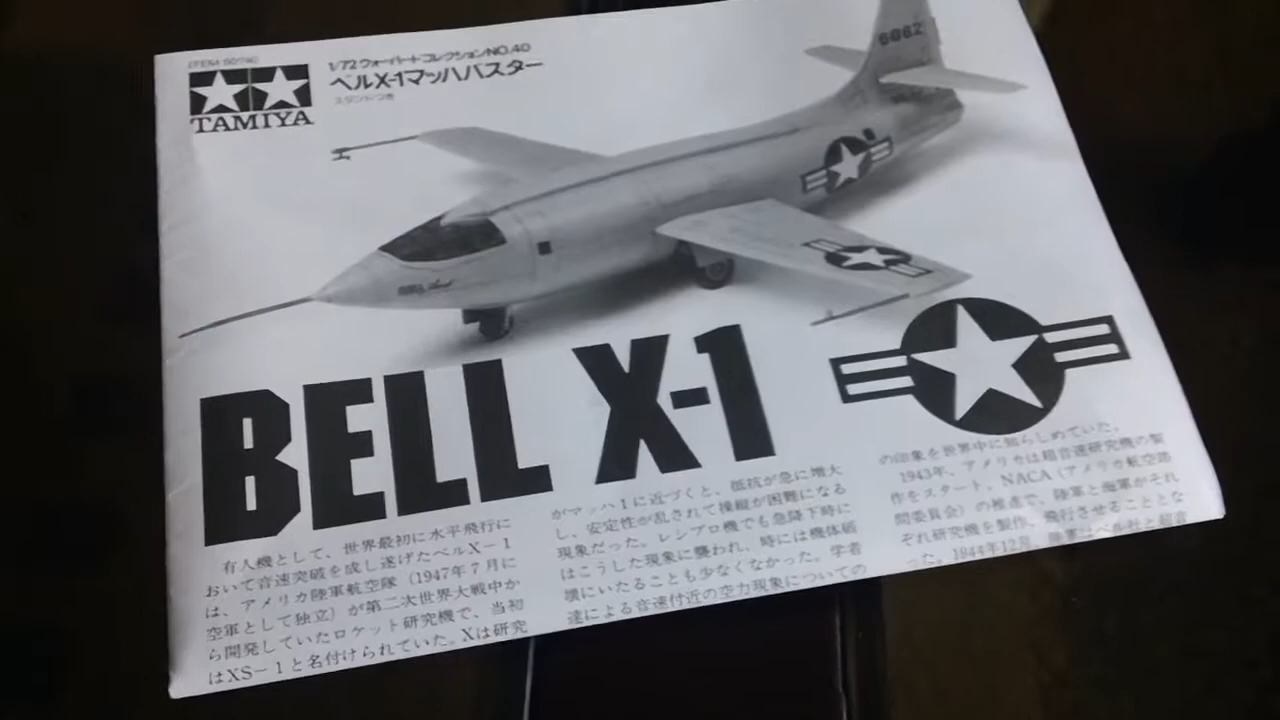 TAMIYA
1/72 ウォーバードコレクションNO.40
ベルX-1マッハバスター
スタンドつき
6062
BELL X-1
有人機として、世界最初に水平飛行に
おいて音速突破を成し遂げたベルX−1
は、アメリカ陸軍航空隊（1947年7月に
空軍として独立）が第二次世界大戦中か
ら開発していたロケット研究機で、当初
はXS−1と名付けられていた。Xは研究
がマッハ1に近づくと、抵抗が急に増大
し、安定性が乱されて操縦が困難になる
現象だった。レシプロ機でも急降下時に
はこうした現象に襲われ、時には機体破
壊にいたることも少なくなかった。学者
達による音速付近の空力現象についての
の印象を世界中に知らしめていた。
1943年、アメリカは超音速研究機の製
作をスタート、NACA（アメリカ航空諮
問委員会）の推進で、陸軍と海軍がそれ
ぞれ研究機を製作、飛行させることとな
った。1944年12月、陸軍はベル社と超音